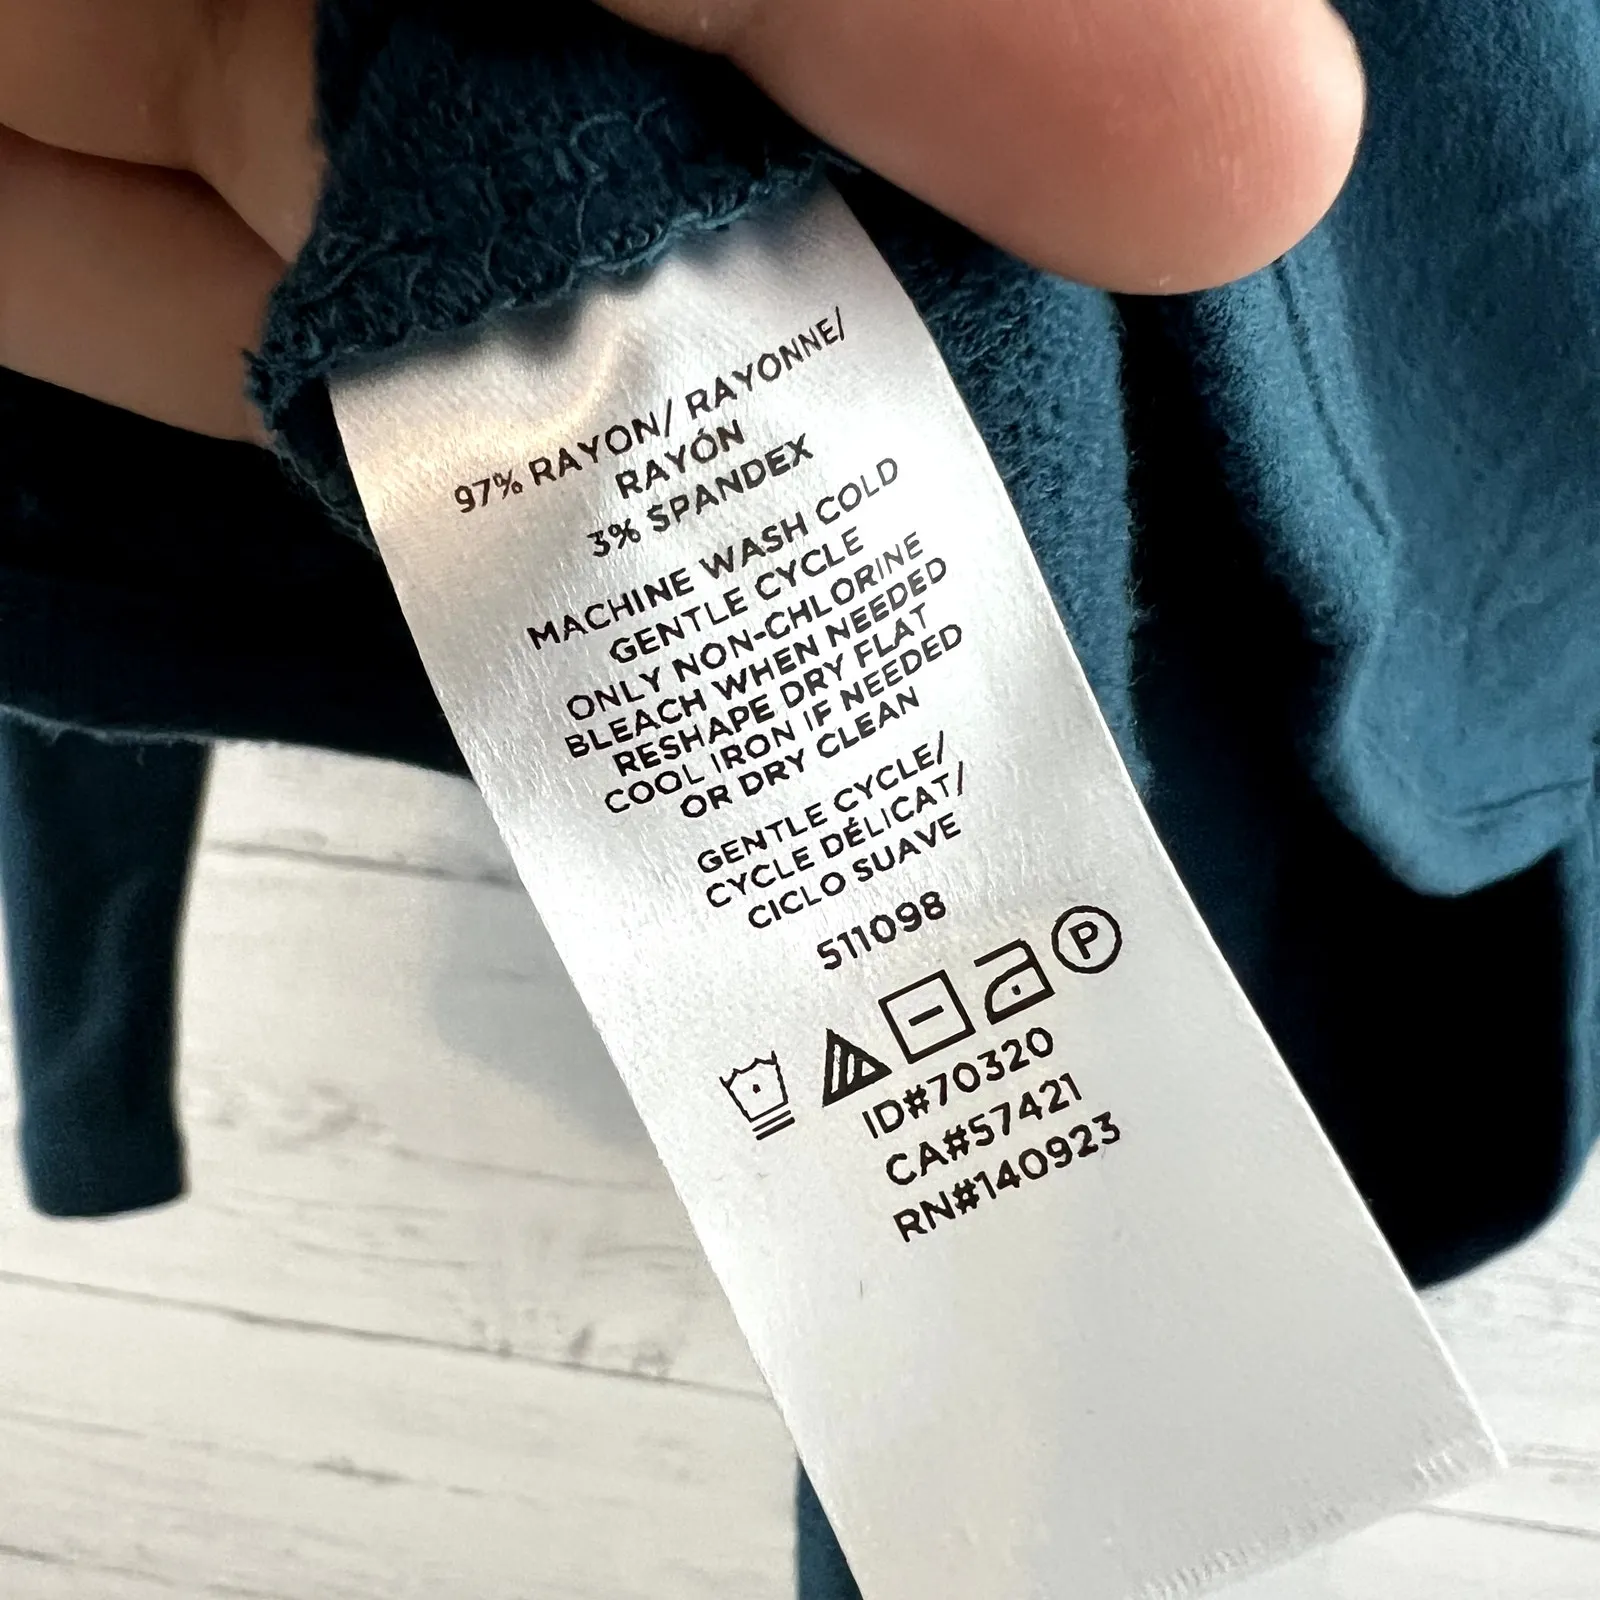 97% RAYON/ RAYONNE/
RAYÓN
3% SPANDEX
MACHINE WASH COLD
GENTLE CYCLE
ONLY NON-CHLORINE
BLEACH WHEN NEEDED
RESHAPE DRY FLAT
COOL IRON IF NEEDED
OR DRY CLEAN
GENTLE CYCLE/
CYCLE DÉLICAT/
CICLO SUAVE
511098
P
ID#70320
CA#57421
RN#140923